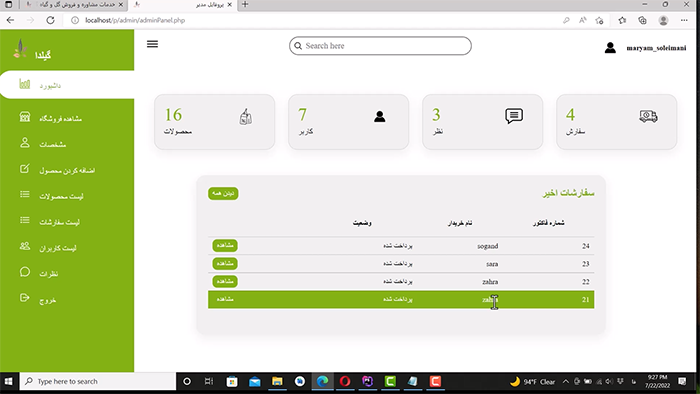 خدمات مشاوره و فروش گل و گیاه
پروفایل مدیر
localhost/p/admin/adminPanel.php
گیلدا
Search here
maryam_soleimani
داشبورد
مشاهده فروشگاه
مشخصات
اضافه کردن محصول
لیست محصولات
لیست سفارشات
لیست کاربران
نظرات
خروج
16
محصولات
7
کاربر
3
نظر
4
سفارش
سفارشات اخیر
دیدن همه
شماره فاکتور نام خریدار وضعیت
24 sogand پرداخت شده مشاهده
23 sara پرداخت شده مشاهده
22 zahra پرداخت شده مشاهده
21 zahra پرداخت شده مشاهده
Type here to search
94°F Clear
9:27 PM
7/22/2022